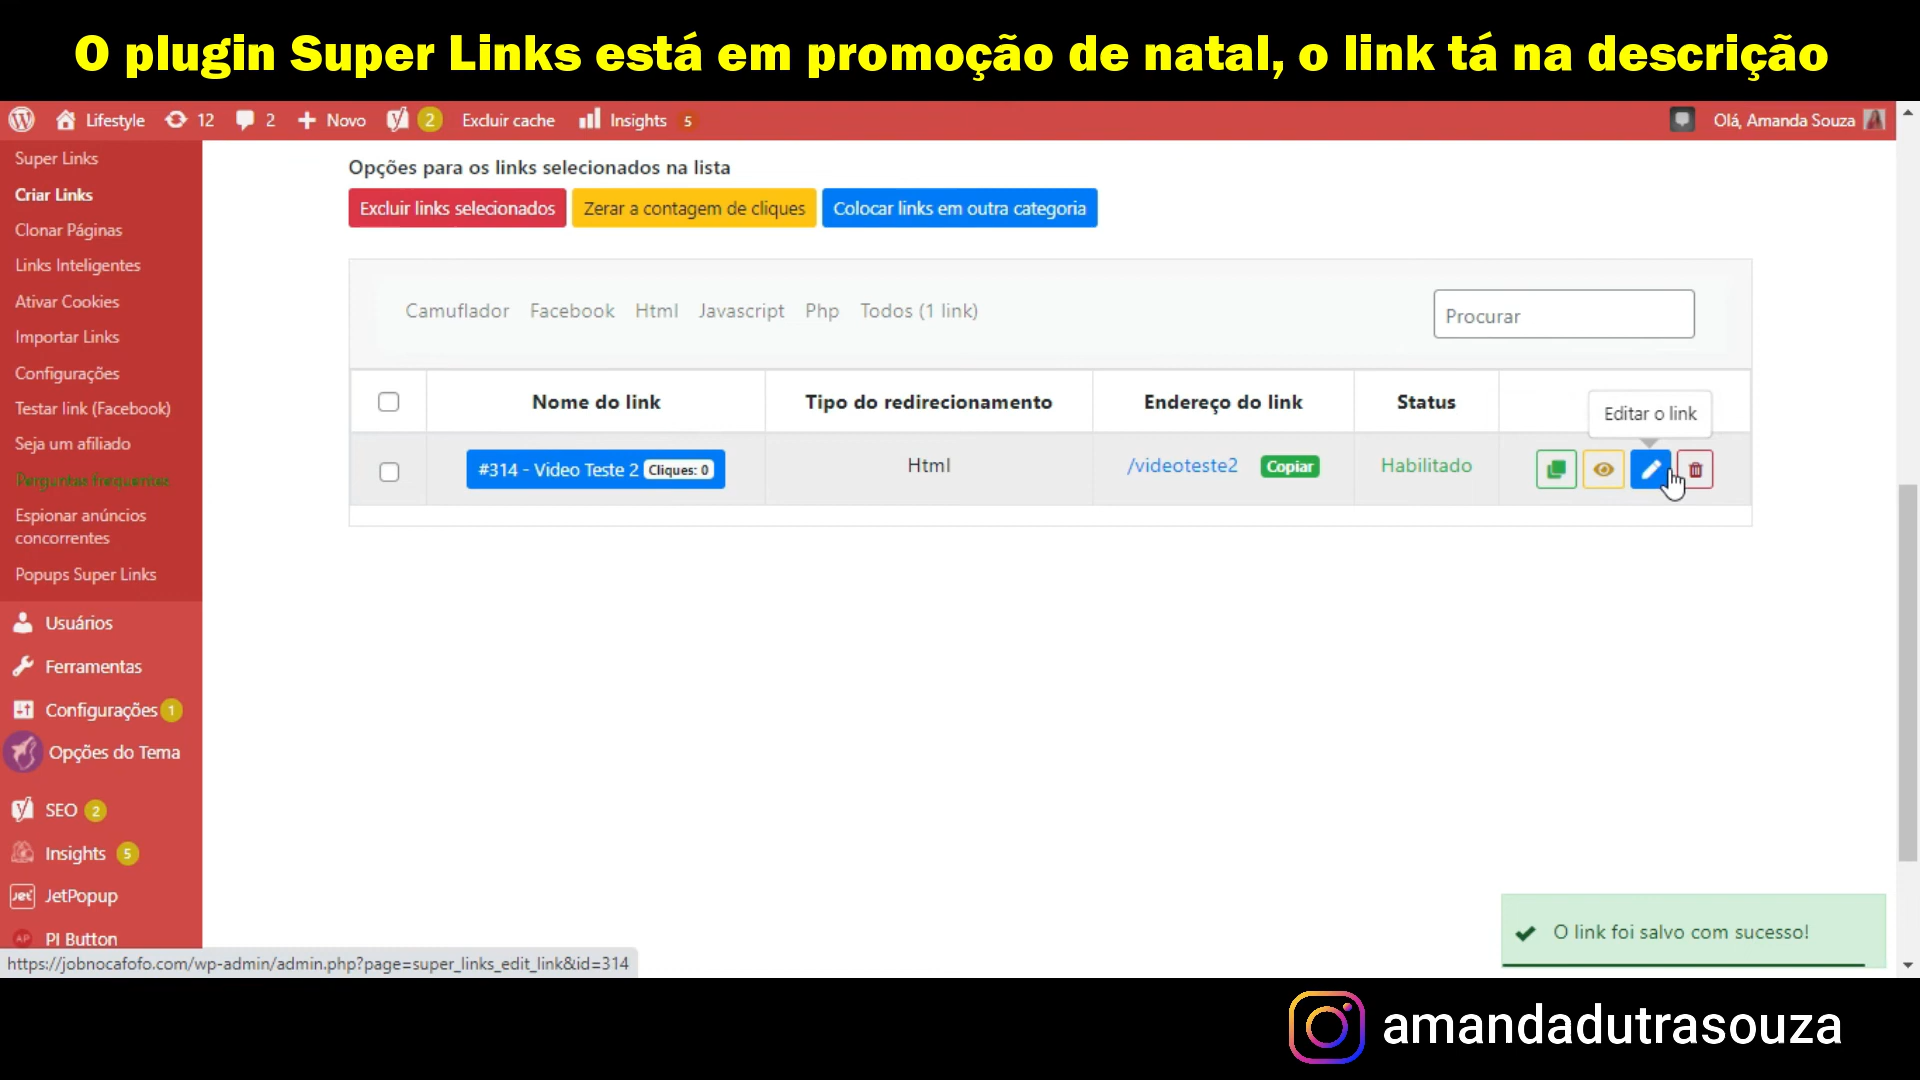 O plugin Super Links está em promoção de natal, o link tá na descrição
Lifestyle 12 2 Novo 2 Excluir cache Insights 5 Olá, Amanda Souza
Super Links
Criar Links
Clonar Páginas
Links Inteligentes
Ativar Cookies
Importar Links
Configurações
Testar link (Facebook)
Seja um afiliado
Perguntas frequentes
Espionar anúncios
concorrentes
Popups Super Links
Usuários
Ferramentas
Configurações 1
Opções do Tema
SEO 2
Insights 5
Jet JetPopup
AP PI Button
Opções para os links selecionados na lista
Excluir links selecionados Zerar a contagem de cliques Colocar links em outra categoria
Camuflador Facebook Html Javascript Php Todos (1 link) Procurar
Nome do link Tipo do redirecionamento Endereço do link Status
Editar o link
#314 - Video Teste 2 Cliques: 0 Html /videoteste2 Copiar Habilitado
O link foi salvo com sucesso!
https://jobnocafofo.com/wp-admin/admin.php?page=super_links_edit_link&id=314
amandadutrasouza